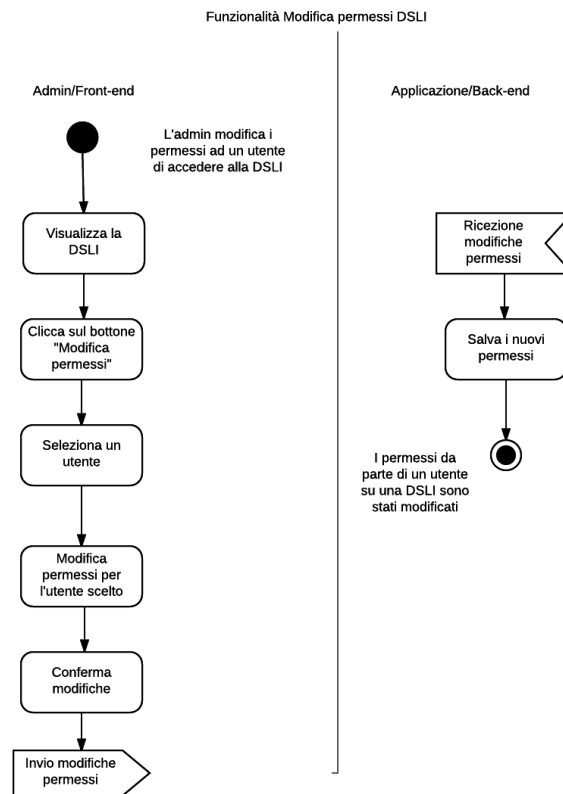 Funzionalità Modifica permessi DSLI
Admin/Front-end
Applicazione/Back-end
L'admin modifica i
permessi ad un utente
di accedere alla DSLI
Visualizza la
DSLI
Clicca sul bottone
"Modifica
permessi"
Seleziona un
utente
Modifica
permessi per
l'utente scelto
Conferma
modifiche
Invio modifiche
permessi
Ricezione
modifiche
permessi
Salva i nuovi
permessi
I permessi da
parte di un utente
su una DSLI sono
stati modificati